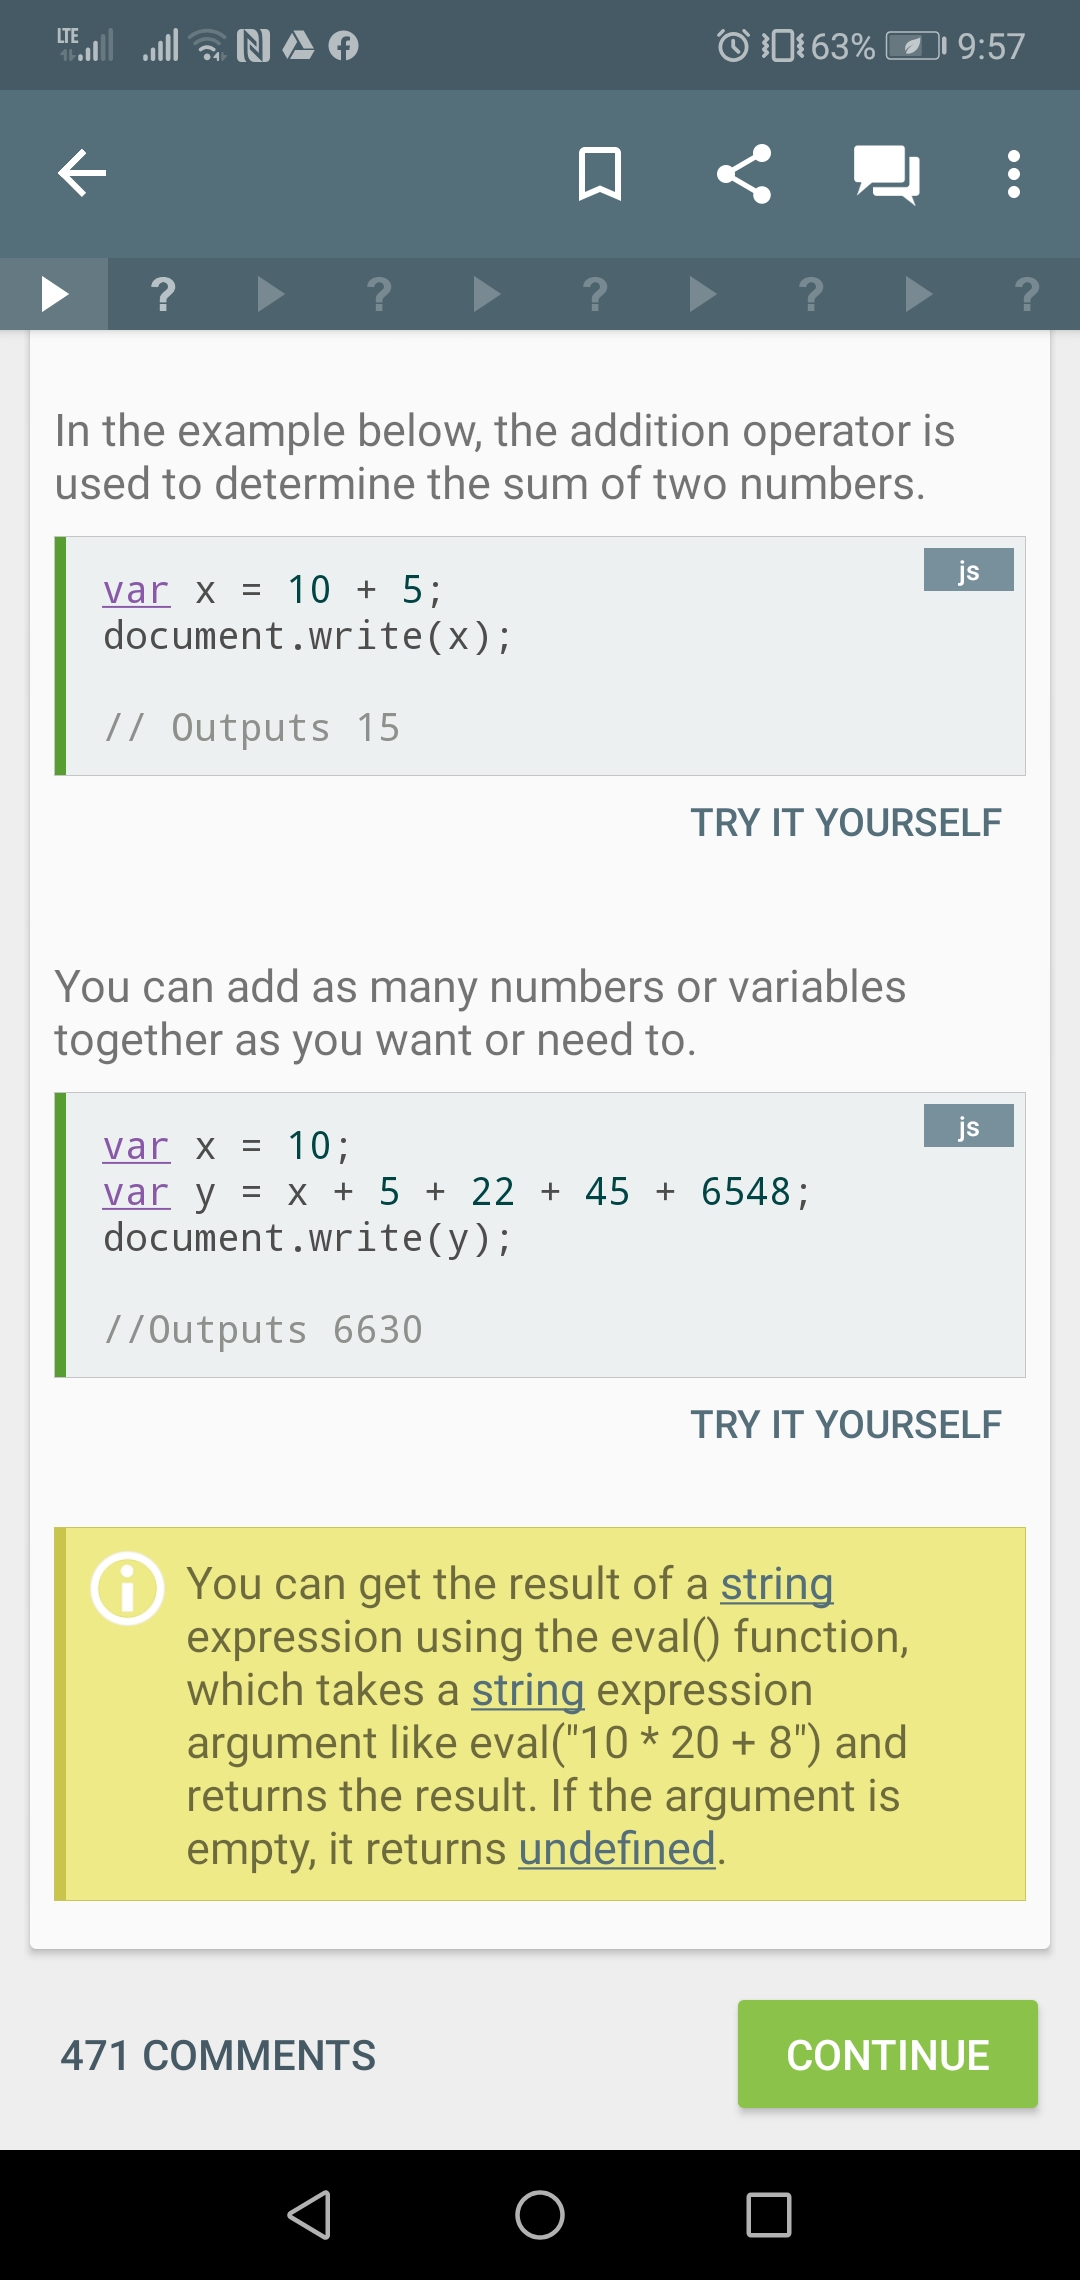 LTE 63% 9:57
? ? ? ? ?
In the example below, the addition operator is
used to determine the sum of two numbers.
js
var x = 10 + 5;
document.write(x);
// Outputs 15
TRY IT YOURSELF
You can add as many numbers or variables
together as you want or need to.
js
var x = 10;
var y = x + 5 + 22 + 45 + 6548;
document.write(y);
//Outputs 6630
TRY IT YOURSELF
You can get the result of a string
expression using the eval() function,
which takes a string expression
argument like eval("10 * 20 + 8") and
returns the result. If the argument is
empty, it returns undefined.
471 COMMENTS
CONTINUE